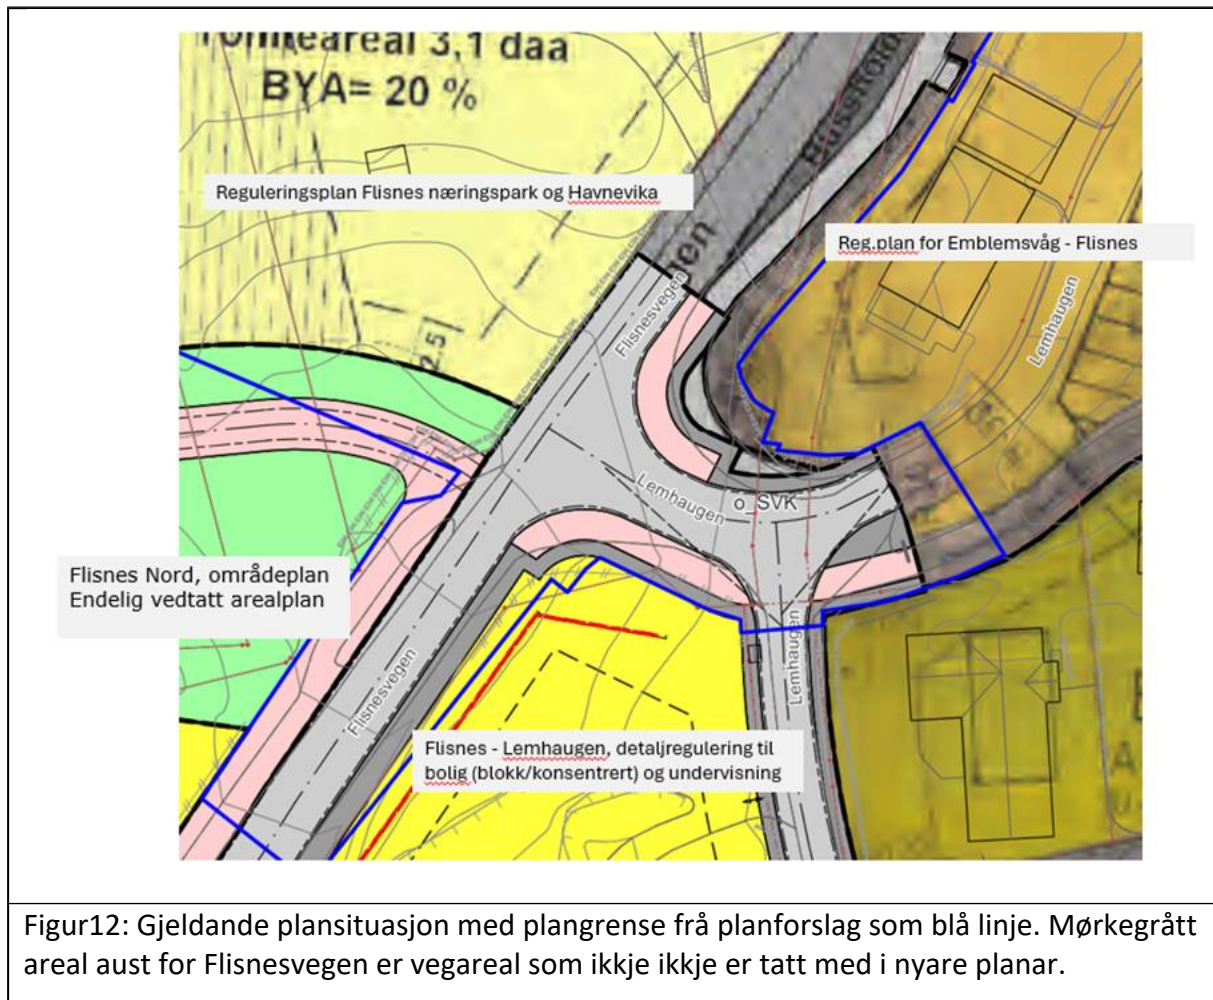 Tomteareal 3,1 daa
BYA= 20 %
Reguleringsplan Flisnes næringspark og Havnevika
Reg.plan for Emblemsvåg - Flisnes
Flisnesvegen
Lemhaugen
2.5
Lemhaugen
o_SVK
Flisnes Nord, områdeplan
Endelig vedtatt arealplan
Flisnesvegen
Lemhaugen
Flisnes - Lemhaugen, detaljregulering til
bolig (blokk/konsentrert) og undervisning
Figur12: Gjeldande plansituasjon med plangrense frå planforslag som blå linje. Mørkegrått
areal aust for Flisnesvegen er vegareal som ikkje ikkje er tatt med i nyare planar.